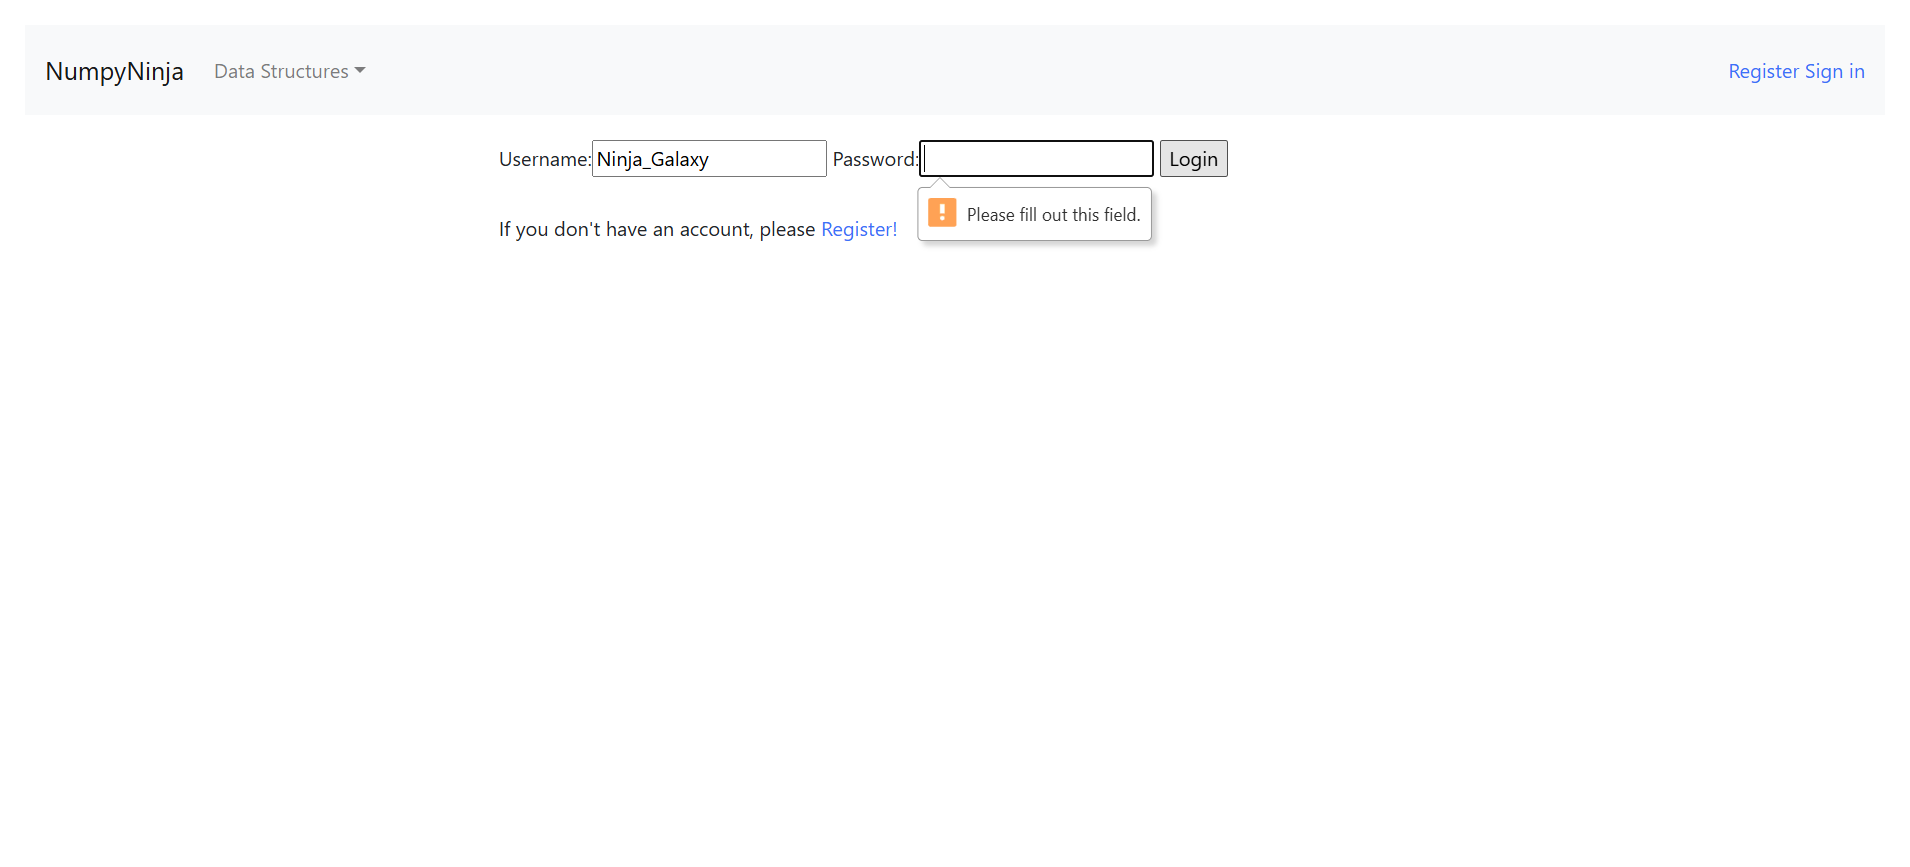 NumpyNinja Data Structures Register Sign in
Username: Ninja_Galaxy Password: Login
Please fill out this field.
If you don't have an account, please Register!